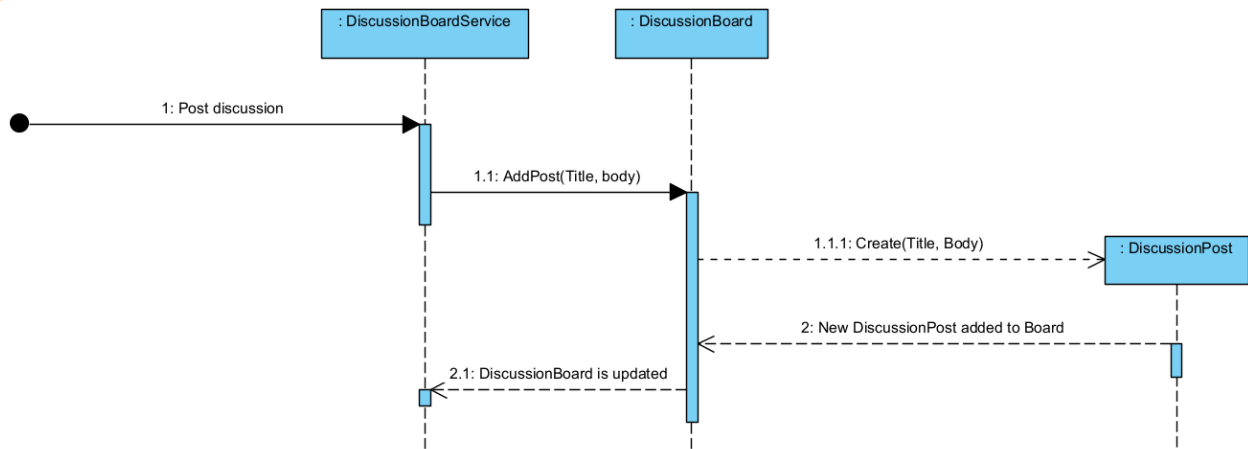 : DiscussionBoardService
: DiscussionBoard
1: Post discussion
1.1: AddPost(Title, body)
1.1.1: Create(Title, Body)
: DiscussionPost
2: New DiscussionPost added to Board
2.1: DiscussionBoard is updated